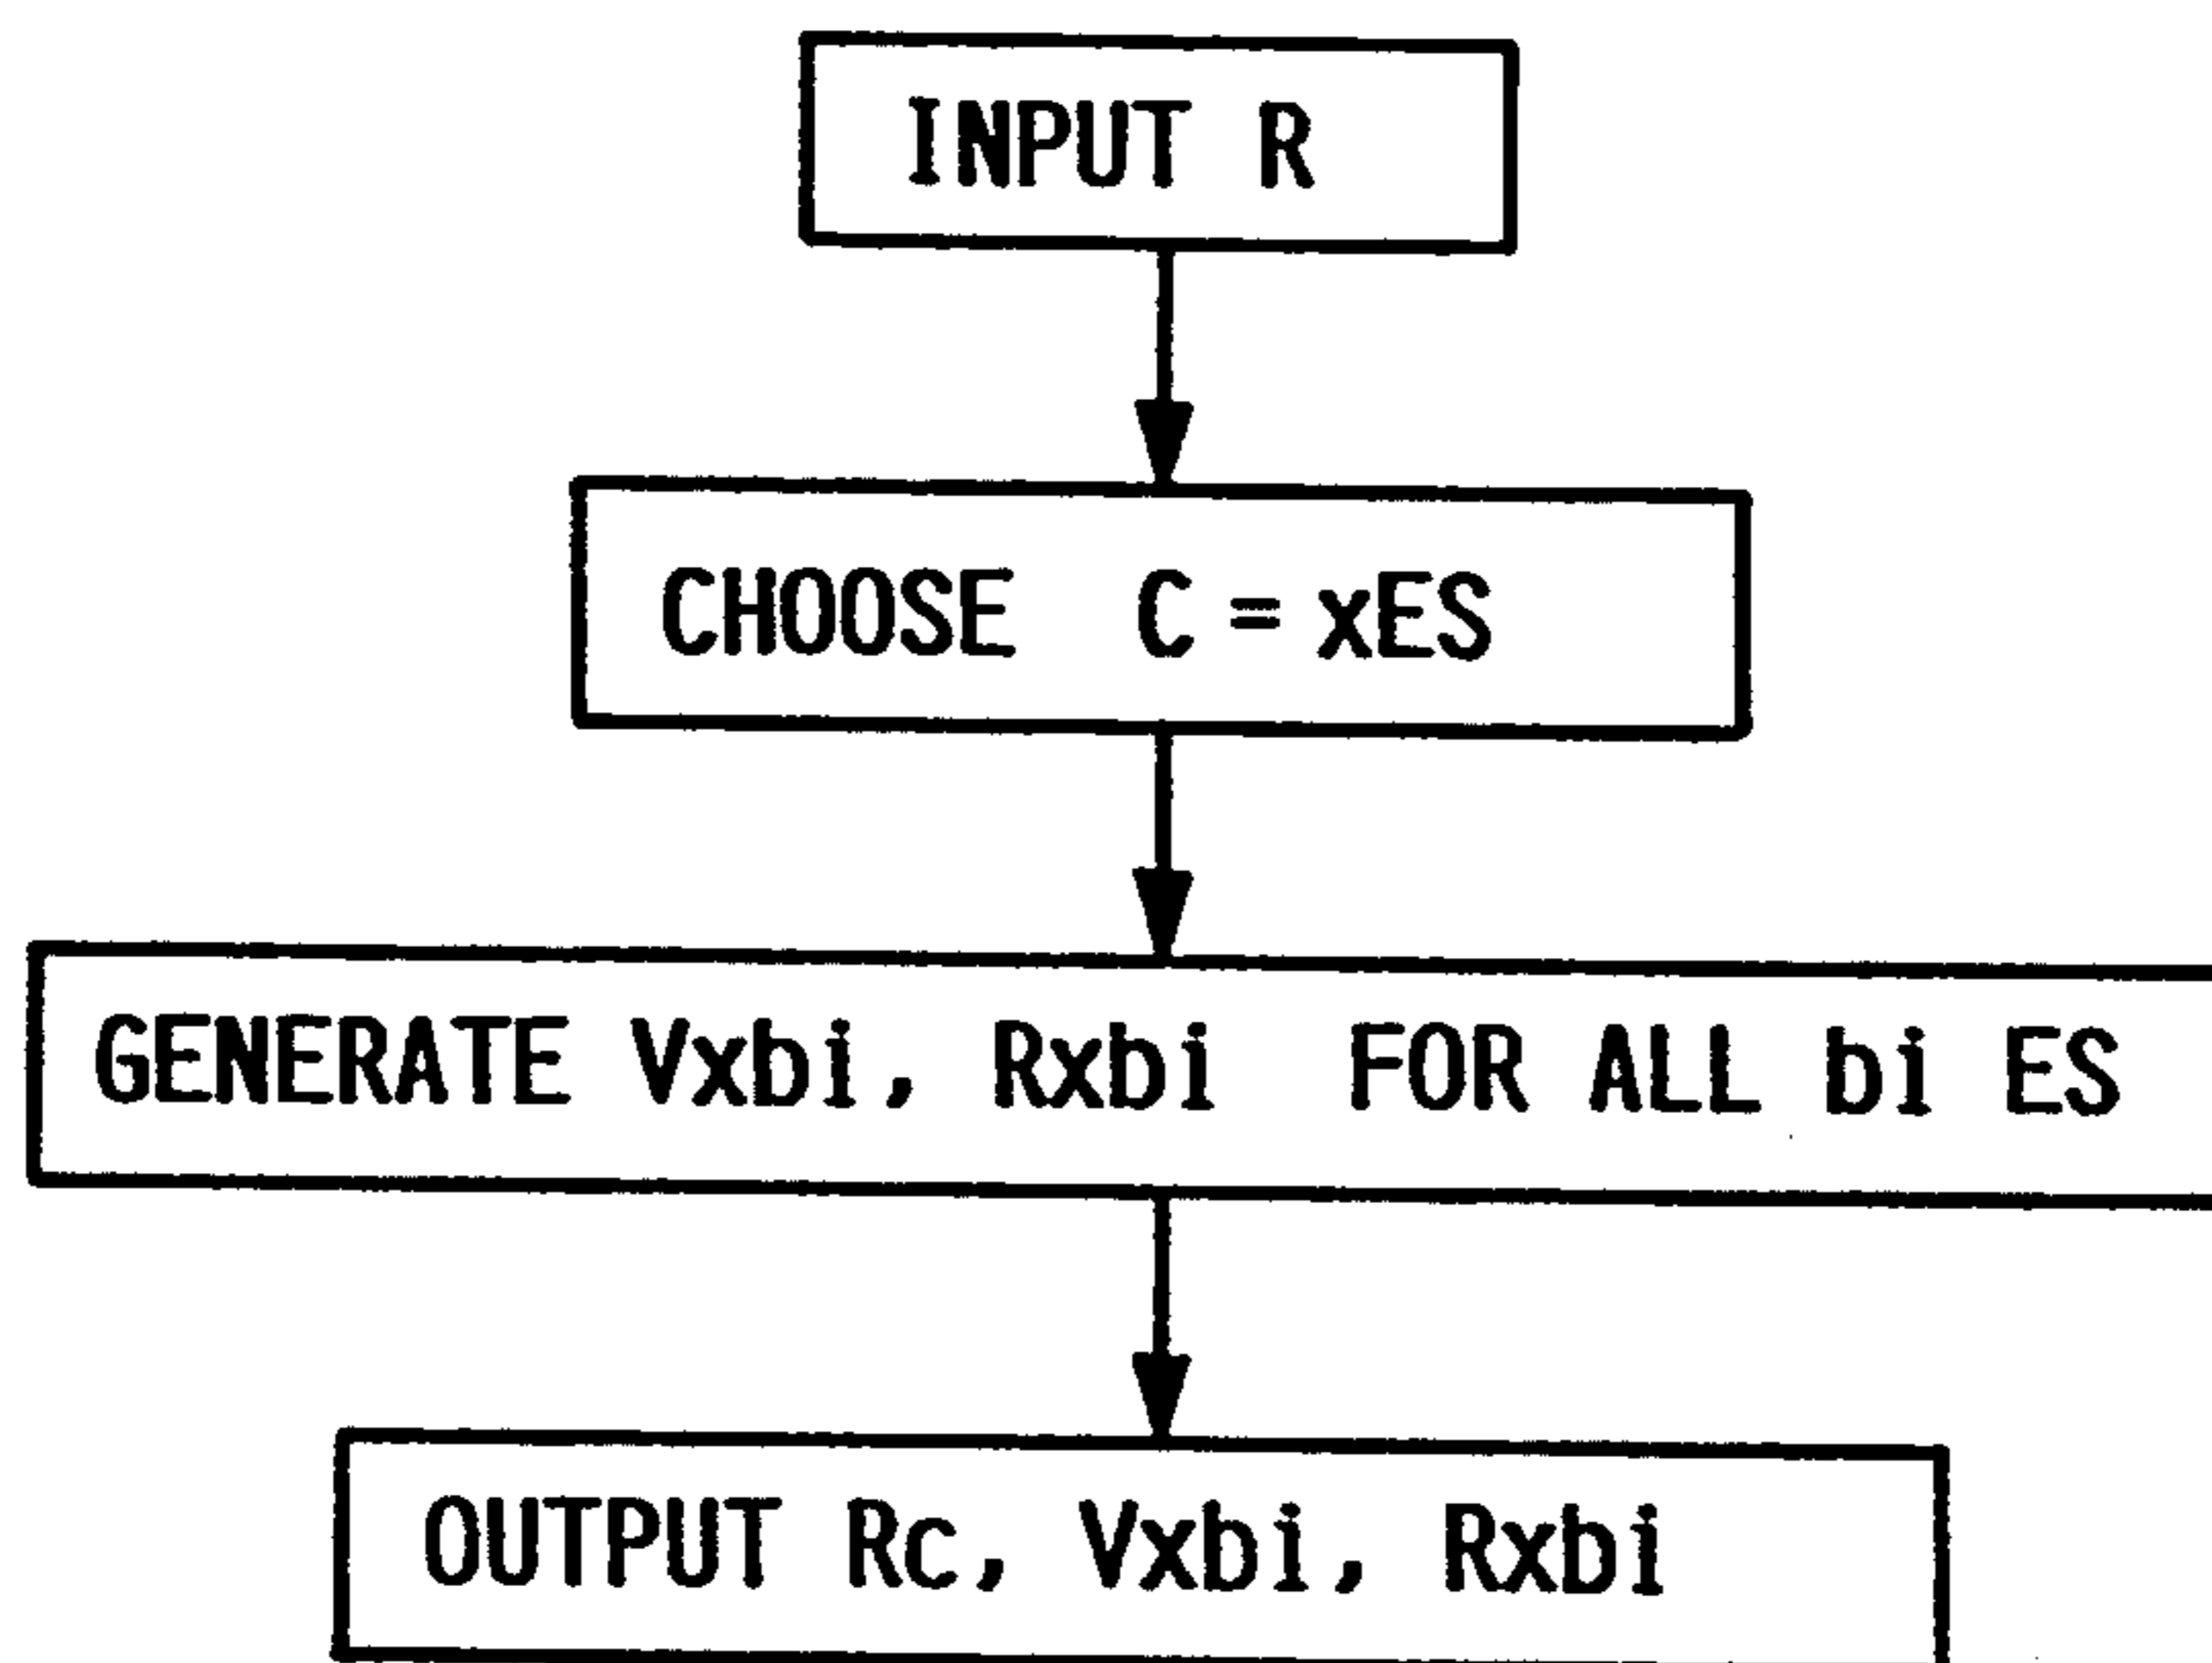 INPUT R
CHOOSE C = xES
GENERATE Vxbi, Rxbi FOR ALL bi ES
OUTPUT Rc, Vxbi, Rxbi